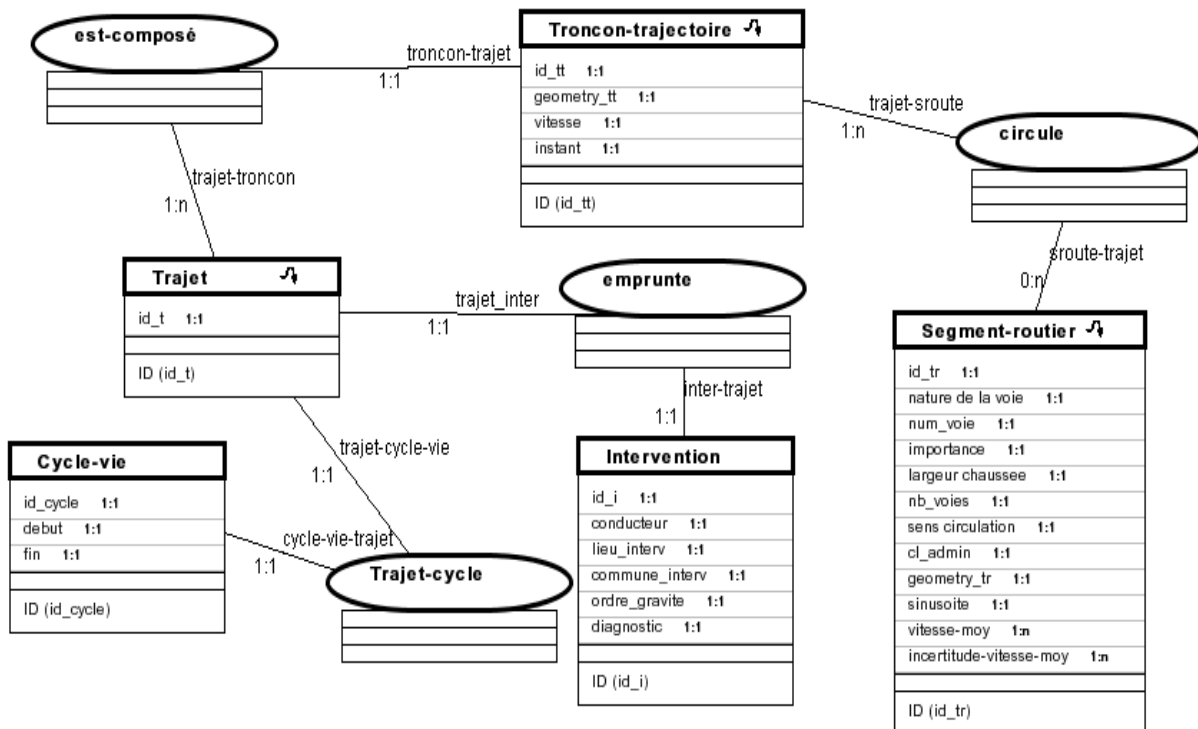 est-composé
Troncon-trajectoire
troncon-trajet
1:1
id_tt 1:1
geometry_tt 1:1
vitesse 1:1
instant 1:1
ID (id_tt)
trajet-sroute
1:n
circule
trajet-troncon
1:n
sroute-trajet
0:n
Trajet
id_t 1:1
ID (id_t)
trajet_inter
1:1
emprunte
inter-trajet
1:1
Segment-routier
id_tr 1:1
nature de la voie 1:1
num_voie 1:1
importance 1:1
largeur chaussee 1:1
nb_voies 1:1
sens circulation 1:1
cl_admin 1:1
geometry_tr 1:1
sinusoite 1:1
vitesse-moy 1:n
incertitude-vitesse-moy 1:n
ID (id_tr)
trajet-cycle-vie
1:1
Cycle-vie
id_cycle 1:1
debut 1:1
fin 1:1
ID (id_cycle)
cycle-vie-trajet
1:1
Trajet-cycle
Intervention
id_i 1:1
conducteur 1:1
lieu_interv 1:1
commune_interv 1:1
ordre_gravite 1:1
diagnostic 1:1
ID (id_i)